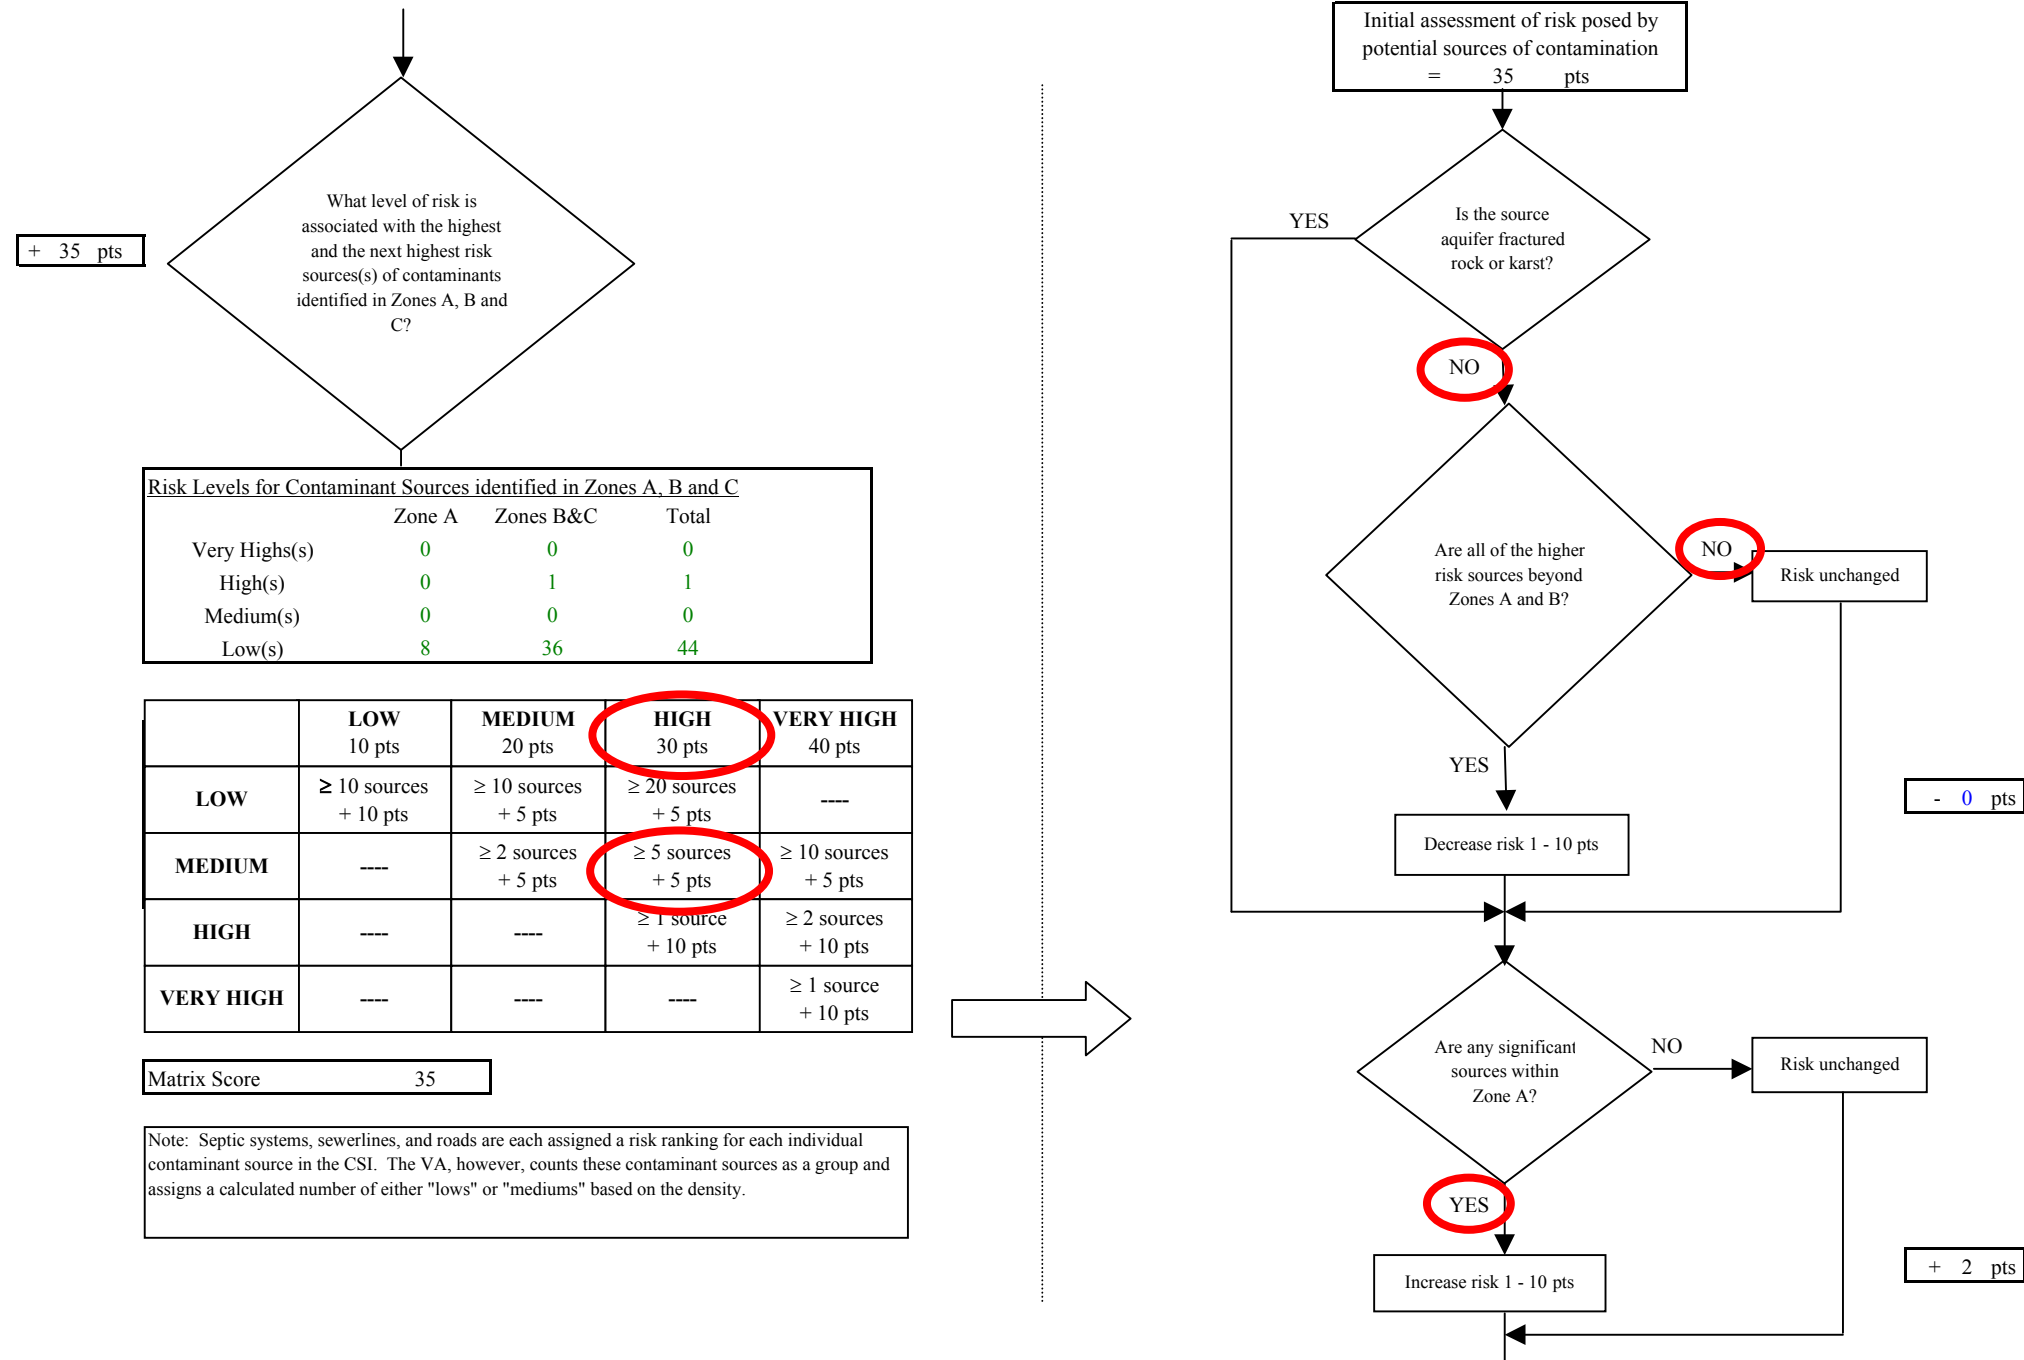 What level of risk is
associated with the highest
and the next highest risk
sources(s) of contaminants
identified in Zones A, B and
C?
+ 35 pts
Risk Levels for Contaminant Sources identified in Zones A, B and C
Zone A Zones B&C Total
Very Highs(s) 0 0 0
High(s) 0 1 1
Medium(s) 0 0 0
Low(s) 8 36 44
LOW MEDIUM HIGH VERY HIGH
10 pts 20 pts 30 pts 40 pts
LOW ≥ 10 sources ≥ 10 sources ≥ 20 sources ----
+ 10 pts + 5 pts + 5 pts
MEDIUM ---- ≥ 2 sources ≥ 5 sources ≥ 10 sources
+ 5 pts + 5 pts + 5 pts
HIGH ---- ---- ≥ 1 source ≥ 2 sources
+ 10 pts + 10 pts
VERY HIGH ---- ---- ---- ≥ 1 source
+ 10 pts
Matrix Score 35
Note: Septic systems, sewerlines, and roads are each assigned a risk ranking for each individual
contaminant source in the CSI. The VA, however, counts these contaminant sources as a group and
assigns a calculated number of either "lows" or "mediums" based on the density.
Initial assessment of risk posed by
potential sources of contamination
= 35 pts
Is the source
aquifer fractured
rock or karst?
YES
NO
Are all of the higher
risk sources beyond
Zones A and B?
NO
Risk unchanged
YES
- 0 pts
Decrease risk 1 - 10 pts
Are any significant
sources within
Zone A?
NO
Risk unchanged
YES
+ 2 pts
Increase risk 1 - 10 pts